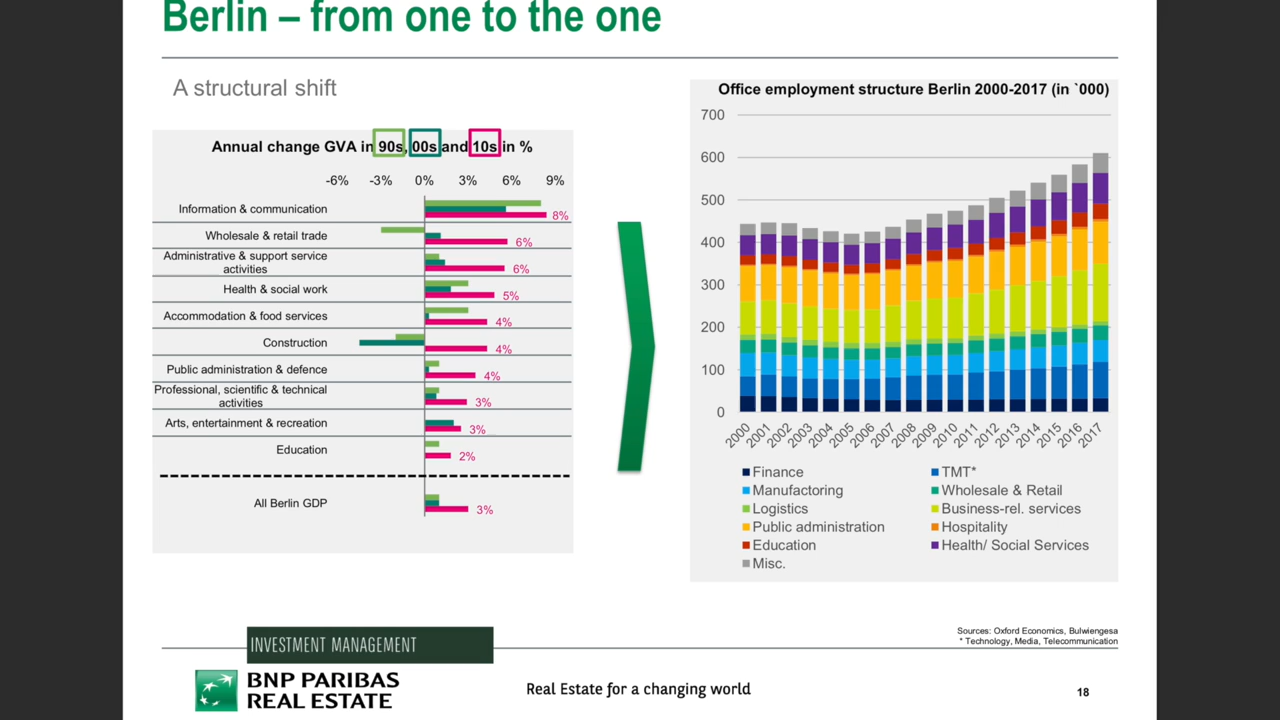 Berlin – from one to the one
A structural shift
Annual change GVA in 90s, 00s and 10s in %
-6% -3% 0% 3% 6% 9%
Information & communication 8%
Wholesale & retail trade 6%
Administrative & support service
activities 6%
Health & social work 5%
Accommodation & food services 4%
Construction 4%
Public administration & defence 4%
Professional, scientific & technical
activities 3%
Arts, entertainment & recreation 3%
Education 2%
All Berlin GDP 3%
Office employment structure Berlin 2000-2017 (in `000)
700
600
500
400
300
200
100
0
2000 2001 2002 2003 2004 2005 2006 2007 2008 2009 2010 2011 2012 2013 2014 2015 2016 2017
Finance TMT*
Manufactoring Wholesale & Retail
Logistics Business-rel. services
Public administration Hospitality
Education Health/ Social Services
Misc.
Sources: Oxford Economics, Bulwiengesa
* Technology, Media, Telecommunication
INVESTMENT MANAGEMENT
BNP PARIBAS
REAL ESTATE
Real Estate for a changing world
18